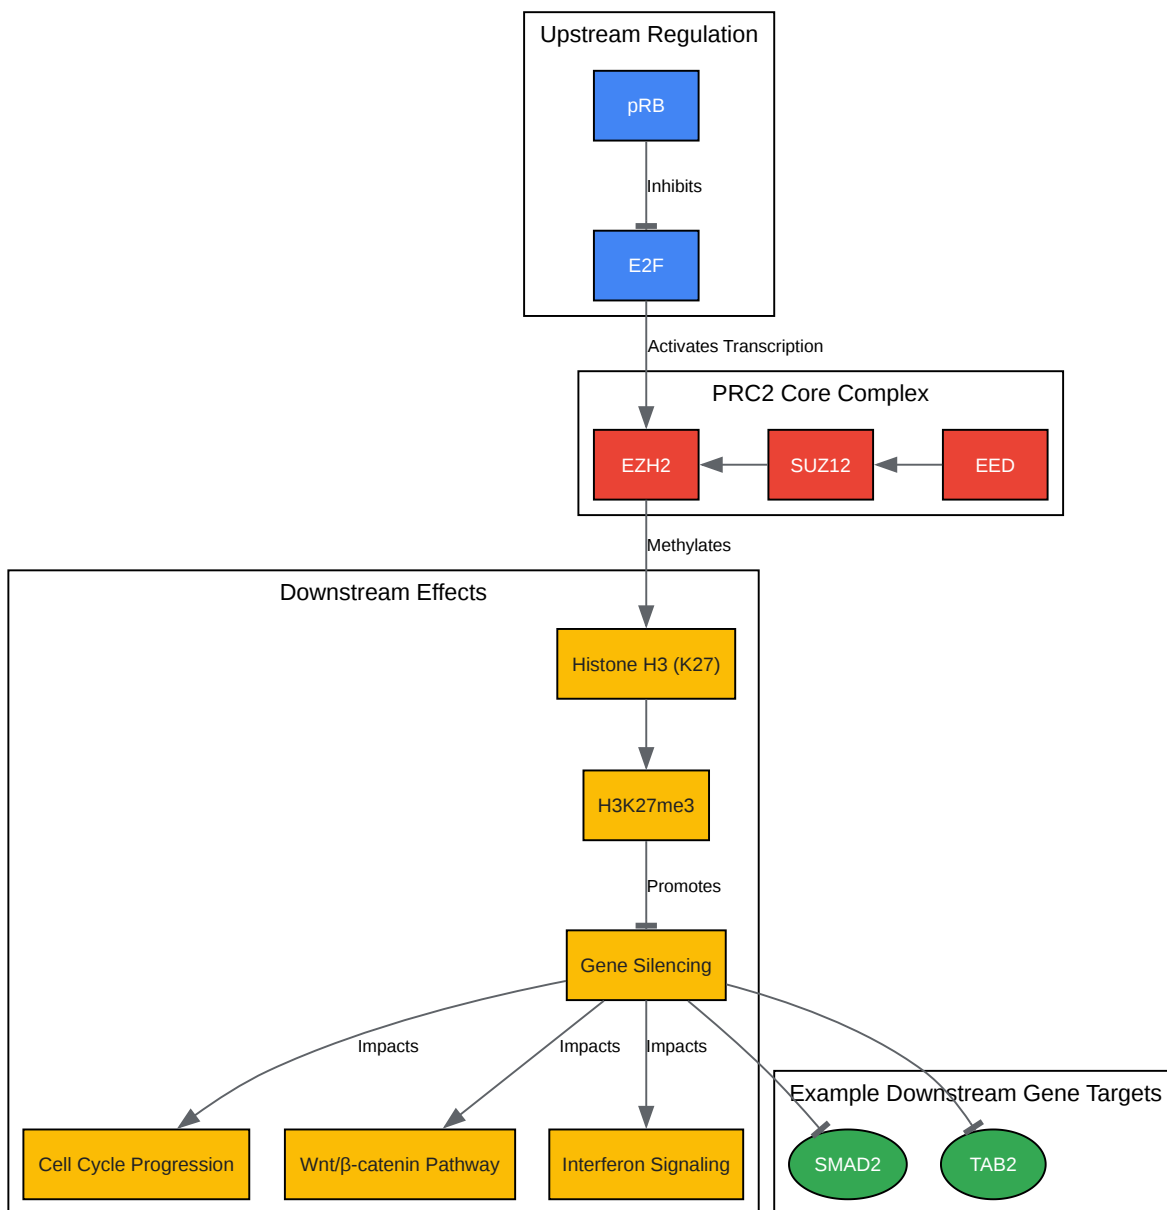 Upstream Regulation
pRB
Inhibits
E2F
Activates Transcription
PRC2 Core Complex
EZH2
SUZ12
EED
Methylates
Downstream Effects
Histone H3 (K27)
H3K27me3
Promotes
Gene Silencing
Impacts
Impacts
Impacts
Example Downstream Gene Targets
Cell Cycle Progression
Wnt/β-catenin Pathway
Interferon Signaling
SMAD2
TAB2